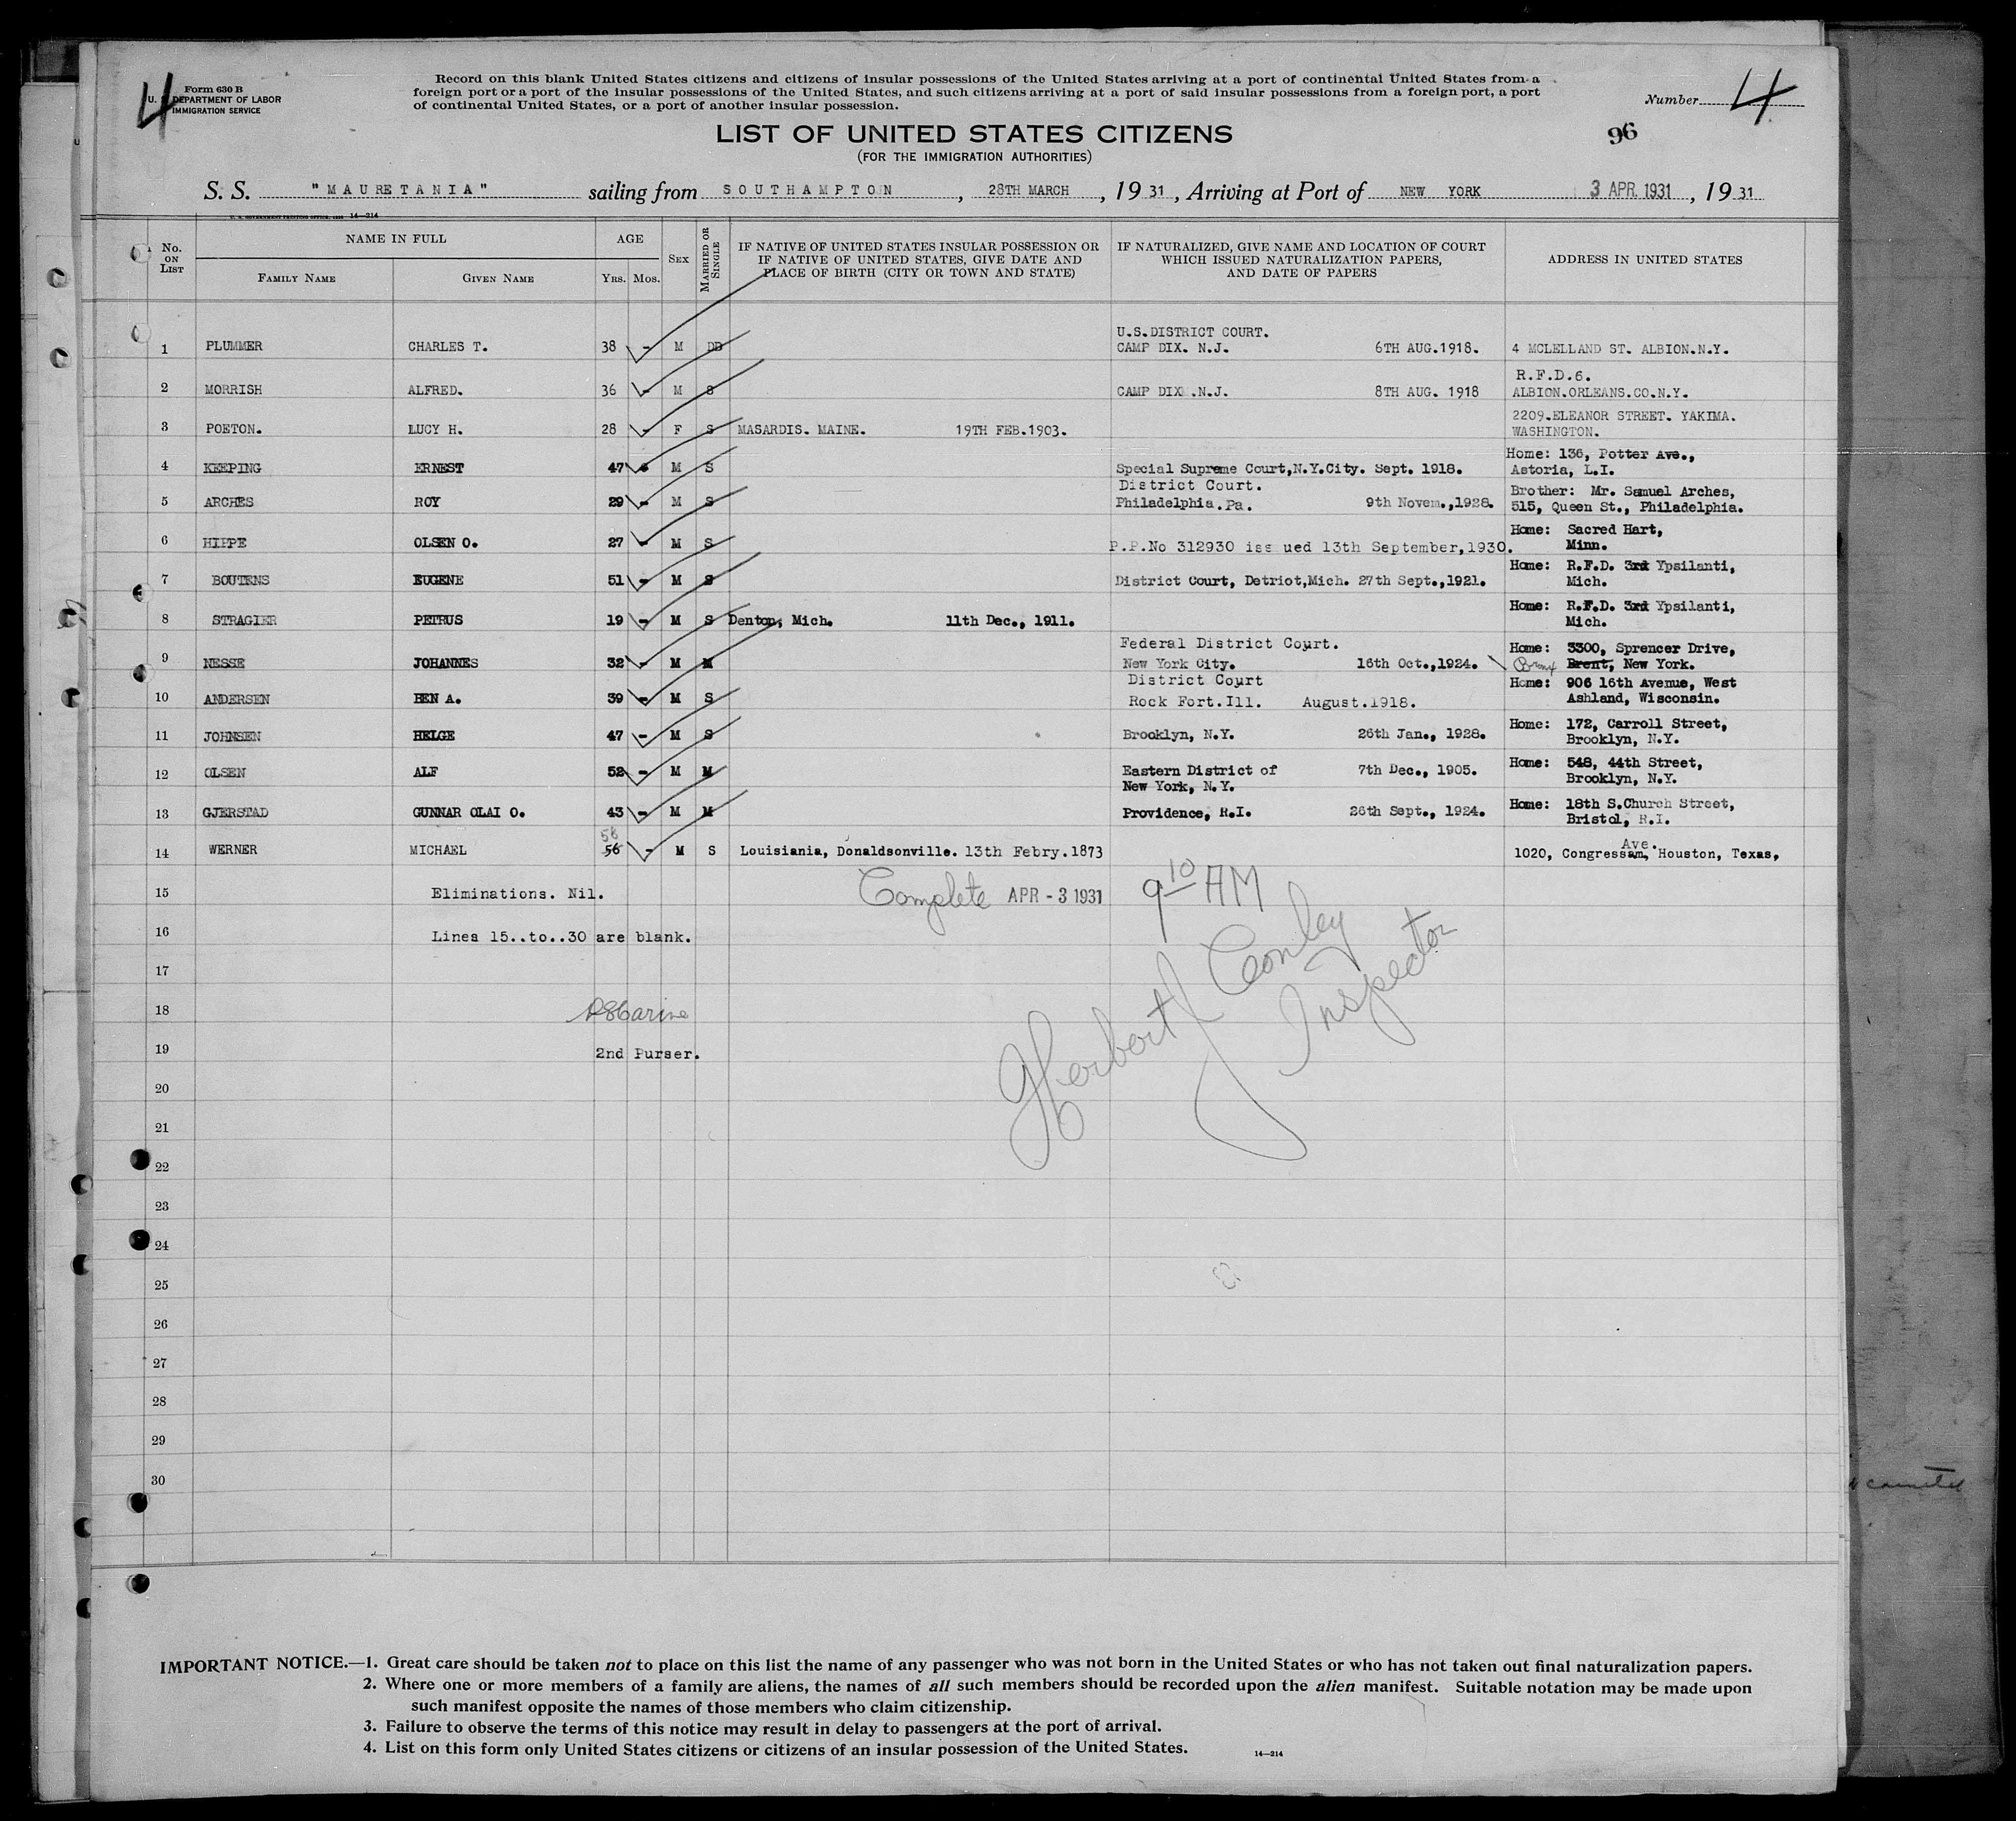 4
Form 630 B
U. S. DEPARTMENT OF LABOR
IMMIGRATION SERVICE
Record on this blank United States citizens and citizens of insular possessions of the United States arriving at a port of continental United States from a
foreign port or a port of the insular possessions of the United States, and such citizens arriving at a port of said insular possessions from a foreign port, a port
of continental United States, or a port of another insular possession.
Number 4
96
LIST OF UNITED STATES CITIZENS
(FOR THE IMMIGRATION AUTHORITIES)
S. S. "MAURETANIA" sailing from SOUTHAMPTON, 28TH MARCH, 19 31, Arriving at Port of NEW YORK 3 APR. 1931, 19 31
U. S. GOVERNMENT PRINTING OFFICE 14—214
No. ON LIST
NAME IN FULL
FAMILY NAME GIVEN NAME
AGE
YRS. MOS.
SEX
MARRIED OR SINGLE
IF NATIVE OF UNITED STATES INSULAR POSSESSION OR
IF NATIVE OF UNITED STATES, GIVE DATE AND
PLACE OF BIRTH (CITY OR TOWN AND STATE)
IF NATURALIZED, GIVE NAME AND LOCATION OF COURT
WHICH ISSUED NATURALIZATION PAPERS,
AND DATE OF PAPERS
ADDRESS IN UNITED STATES
U.S.DISTRICT COURT.
1 PLUMMER CHARLES T. 38 - M DD CAMP DIX. N.J. 6TH AUG.1918. 4 MCLELLAND ST. ALBION.N.Y.
R.F.D.6.
2 MORRISH ALFRED. 36 - M S CAMP DIX .N.J. 8TH AUG. 1918 ALBION.ORLEANS.CO.N.Y.
2209.ELEANOR STREET. YAKIMA.
3 POETON. LUCY H. 28 - F S MASARDIS. MAINE. 19TH FEB.1903. WASHINGTON.
Home: 136, Potter Ave.,
4 KEEPING ERNEST 47 - M S Special Supreme Court,N.Y.City. Sept. 1918. Astoria, L.I.
District Court. Brother: Mr. Samuel Arches,
5 ARCHES ROY 29 - M S Philadelphia.Pa. 9th Novem.,1928. 515, Queen St., Philadelphia.
Home: Sacred Hart,
6 HIPPE OLSEN O. 27 - M S P.P.No 312930 iss ued 13th September,1930. Minn.
Home: R.F.D. 3rd Ypsilanti,
7 BOUTENS EUGENE 51 - M S District Court, Detriot,Mich. 27th Sept.,1921. Mich.
Home: R.F.D. 3rd Ypsilanti,
8 STRAGIER PETRUS 19 - M S Denton, Mich. 11th Dec., 1911. Mich.
Federal District Court. Home: 3300, Sprencer Drive,
9 NESSE JOHANNES 32 - M M New York City. 16th Oct.,1924. Bronx Brent, New York.
District Court Home: 906 16th Avenue, West
10 ANDERSEN BEN A. 39 - M S Rock Fort.Ill. August.1918. Ashland, Wisconsin.
Home: 172, Carroll Street,
11 JOHNSEN HELGE 47 - M S Brooklyn, N.Y. 26th Jan., 1928. Brooklyn, N.Y.
Home: 548, 44th Street,
12 OLSEN ALF 52 - M M Eastern District of 7th Dec., 1905. Brooklyn, N.Y.
New York, N.Y.
Home: 18th S.Church Street,
13 GJERSTAD GUNNAR OLAI O. 43 - M M Providence, R.I. 26th Sept., 1924. Bristol, R.I.
58
Ave.
14 WERNER MICHAEL 56 - M S Louisiania, Donaldsonville. 13th Febry.1873 1020, Congressam, Houston, Texas,
15 Eliminations. Nil. Complete APR - 3 1931 9 10 AM
16 Lines 15..to..30 are blank.
Herbert J Conley
Inspector
17
18
19 2nd Purser.
20
21
22
23
24
25
26
27
28
29
30
IMPORTANT NOTICE.—1. Great care should be taken not to place on this list the name of any passenger who was not born in the United States or who has not taken out final naturalization papers.
2. Where one or more members of a family are aliens, the names of all such members should be recorded upon the alien manifest. Suitable notation may be made upon
such manifest opposite the names of those members who claim citizenship.
3. Failure to observe the terms of this notice may result in delay to passengers at the port of arrival.
4. List on this form only United States citizens or citizens of an insular possession of the United States.
14—214